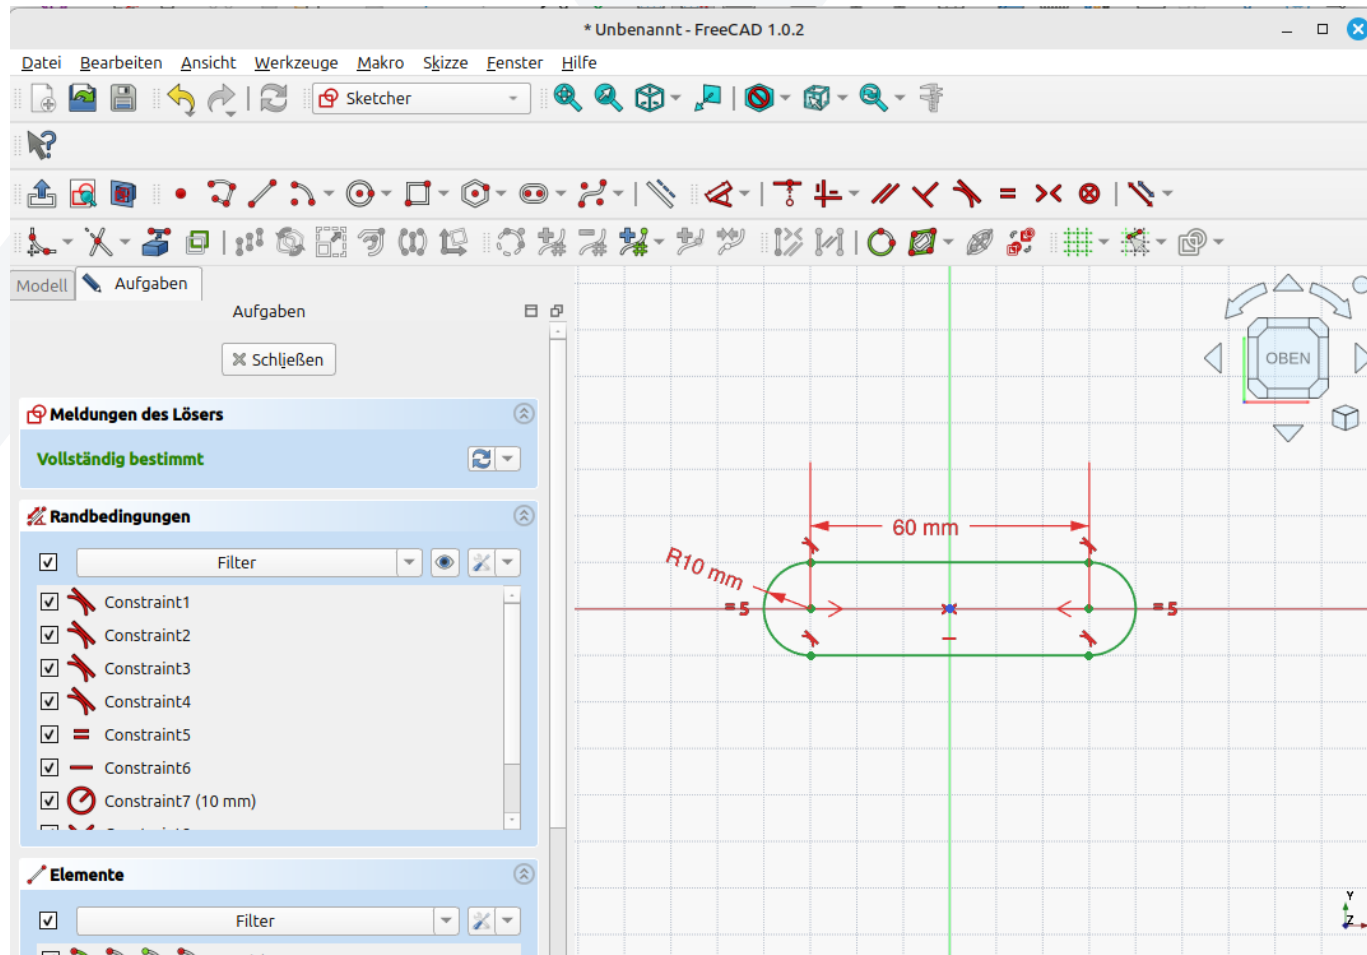 * Unbenannt - FreeCAD 1.0.2
Datei Bearbeiten Ansicht Werkzeuge Makro Skizze Fenster Hilfe
Sketcher
Modell Aufgaben
Aufgaben
Schließen
Meldungen des Lösers
Vollständig bestimmt
Randbedingungen
Filter
Constraint1
Constraint2
Constraint3
Constraint4
Constraint5
Constraint6
Constraint7 (10 mm)
Elemente
Filter
OBEN
60 mm
R10 mm
= 5
= 5
Y
Z